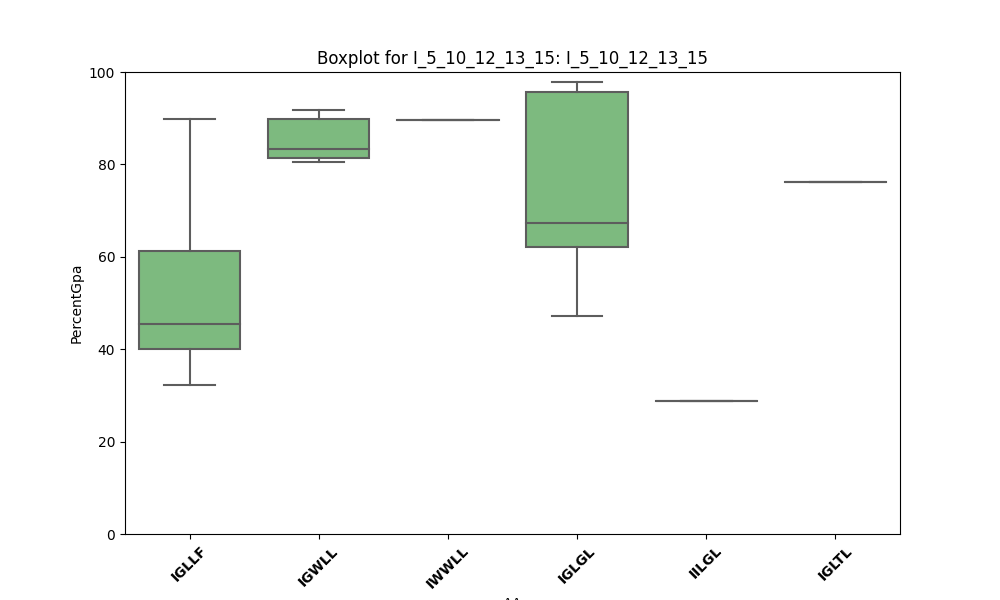 Boxplot for I_5_10_12_13_15: I_5_10_12_13_15
100
80
60
40
20
0
PercentGpa
IGLLF
IGWLL
IWWLL
IGLGL
IILGL
IGLTL